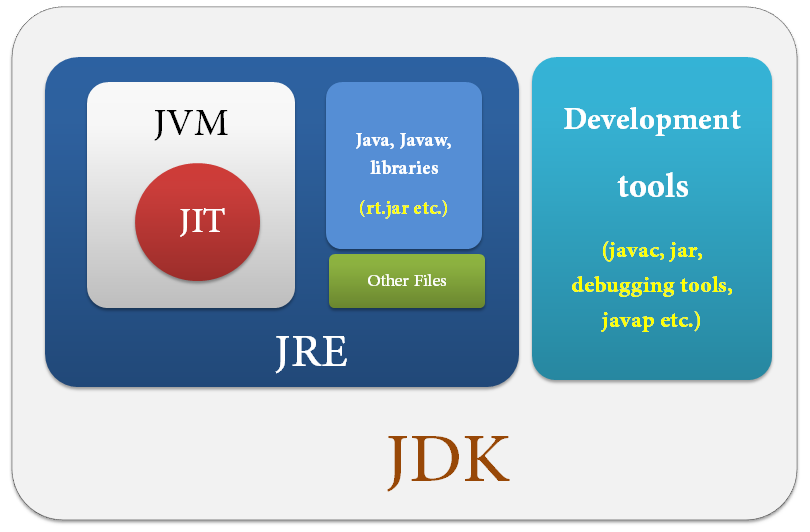 JVM
JIT
Java, Javaw,
libraries
(rt.jar etc.)
Other Files
JRE
Development
tools
(javac, jar,
debugging tools,
javap etc.)
JDK